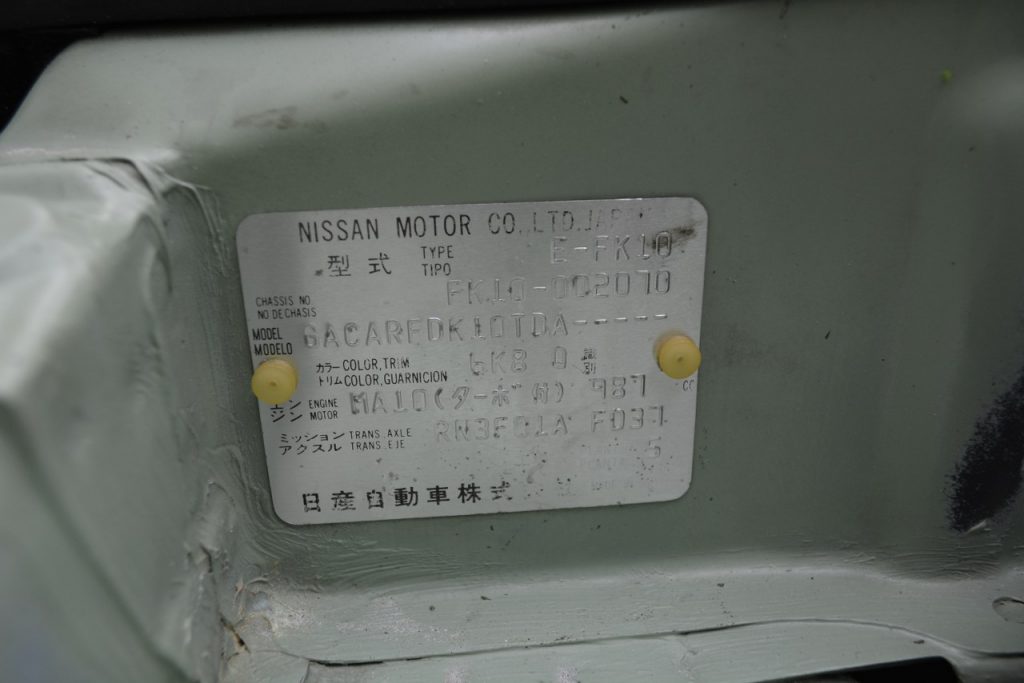 NISSAN MOTOR CO., LTD. JAPAN
型式 TYPE TIPO E-FK10
CHASSIS NO NO DE CHASIS FK10-002070
MODEL MODELO GACARFDK10TDA-----
カラー COLOR, TRIM トリム COLOR, GUARNICION 6K8 0
エンジン ENGINE MOTOR MA10(ターボ付) 987 cc
ミッション TRANS. AXLE アクスル TRANS. EJE RN3F01A F037
5
日産自動車株式